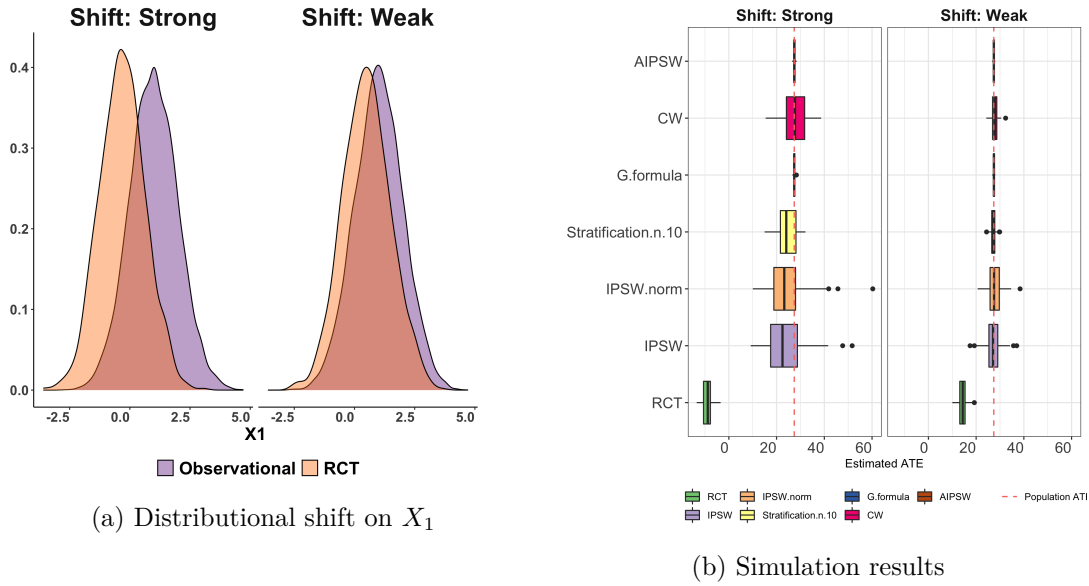 Shift: Strong
Shift: Weak
0.4
0.3
0.2
0.1
0.0
-2.5 0.0 2.5 5.0 -2.5 0.0 2.5 5.0
X1
Observational RCT
(a) Distributional shift on X1
Shift: Strong
Shift: Weak
AIPSW
CW
G.formula
Stratification.n.10
IPSW.norm
IPSW
RCT
0 20 40 60 0 20 40 60
Estimated ATE
RCT IPSW.norm G.formula AIPSW Population ATE
IPSW Stratification.n.10 CW
(b) Simulation results